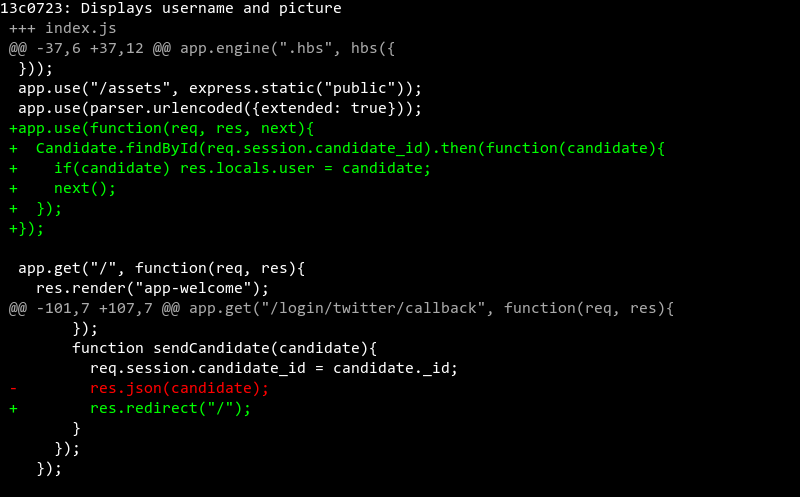 13c0723: Displays username and picture
+++ index.js
@@ -37,6 +37,12 @@ app.engine(".hbs", hbs({
 }));
 app.use("/assets", express.static("public"));
 app.use(parser.urlencoded({extended: true}));
+app.use(function(req, res, next){
+  Candidate.findById(req.session.candidate_id).then(function(candidate){
+    if(candidate) res.locals.user = candidate;
+    next();
+  });
+});
 app.get("/", function(req, res){
   res.render("app-welcome");
@@ -101,7 +107,7 @@ app.get("/login/twitter/callback", function(req, res){
       });
       function sendCandidate(candidate){
         req.session.candidate_id = candidate._id;
-        res.json(candidate);
+        res.redirect("/");
       }
     });
   });